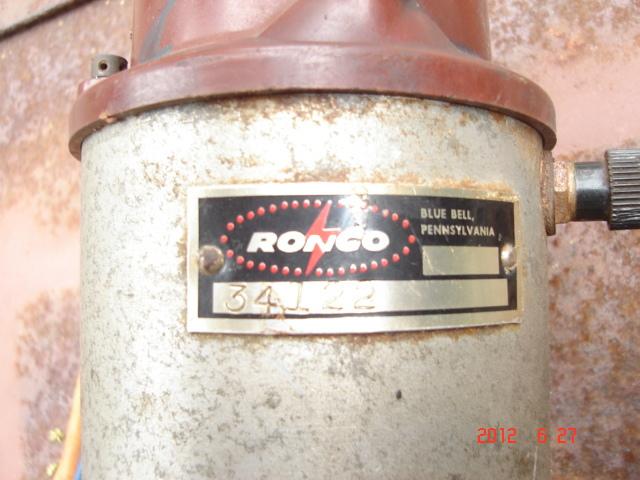 RONCO
BLUE BELL,
PENNSYLVANIA
34122
2012 6 27